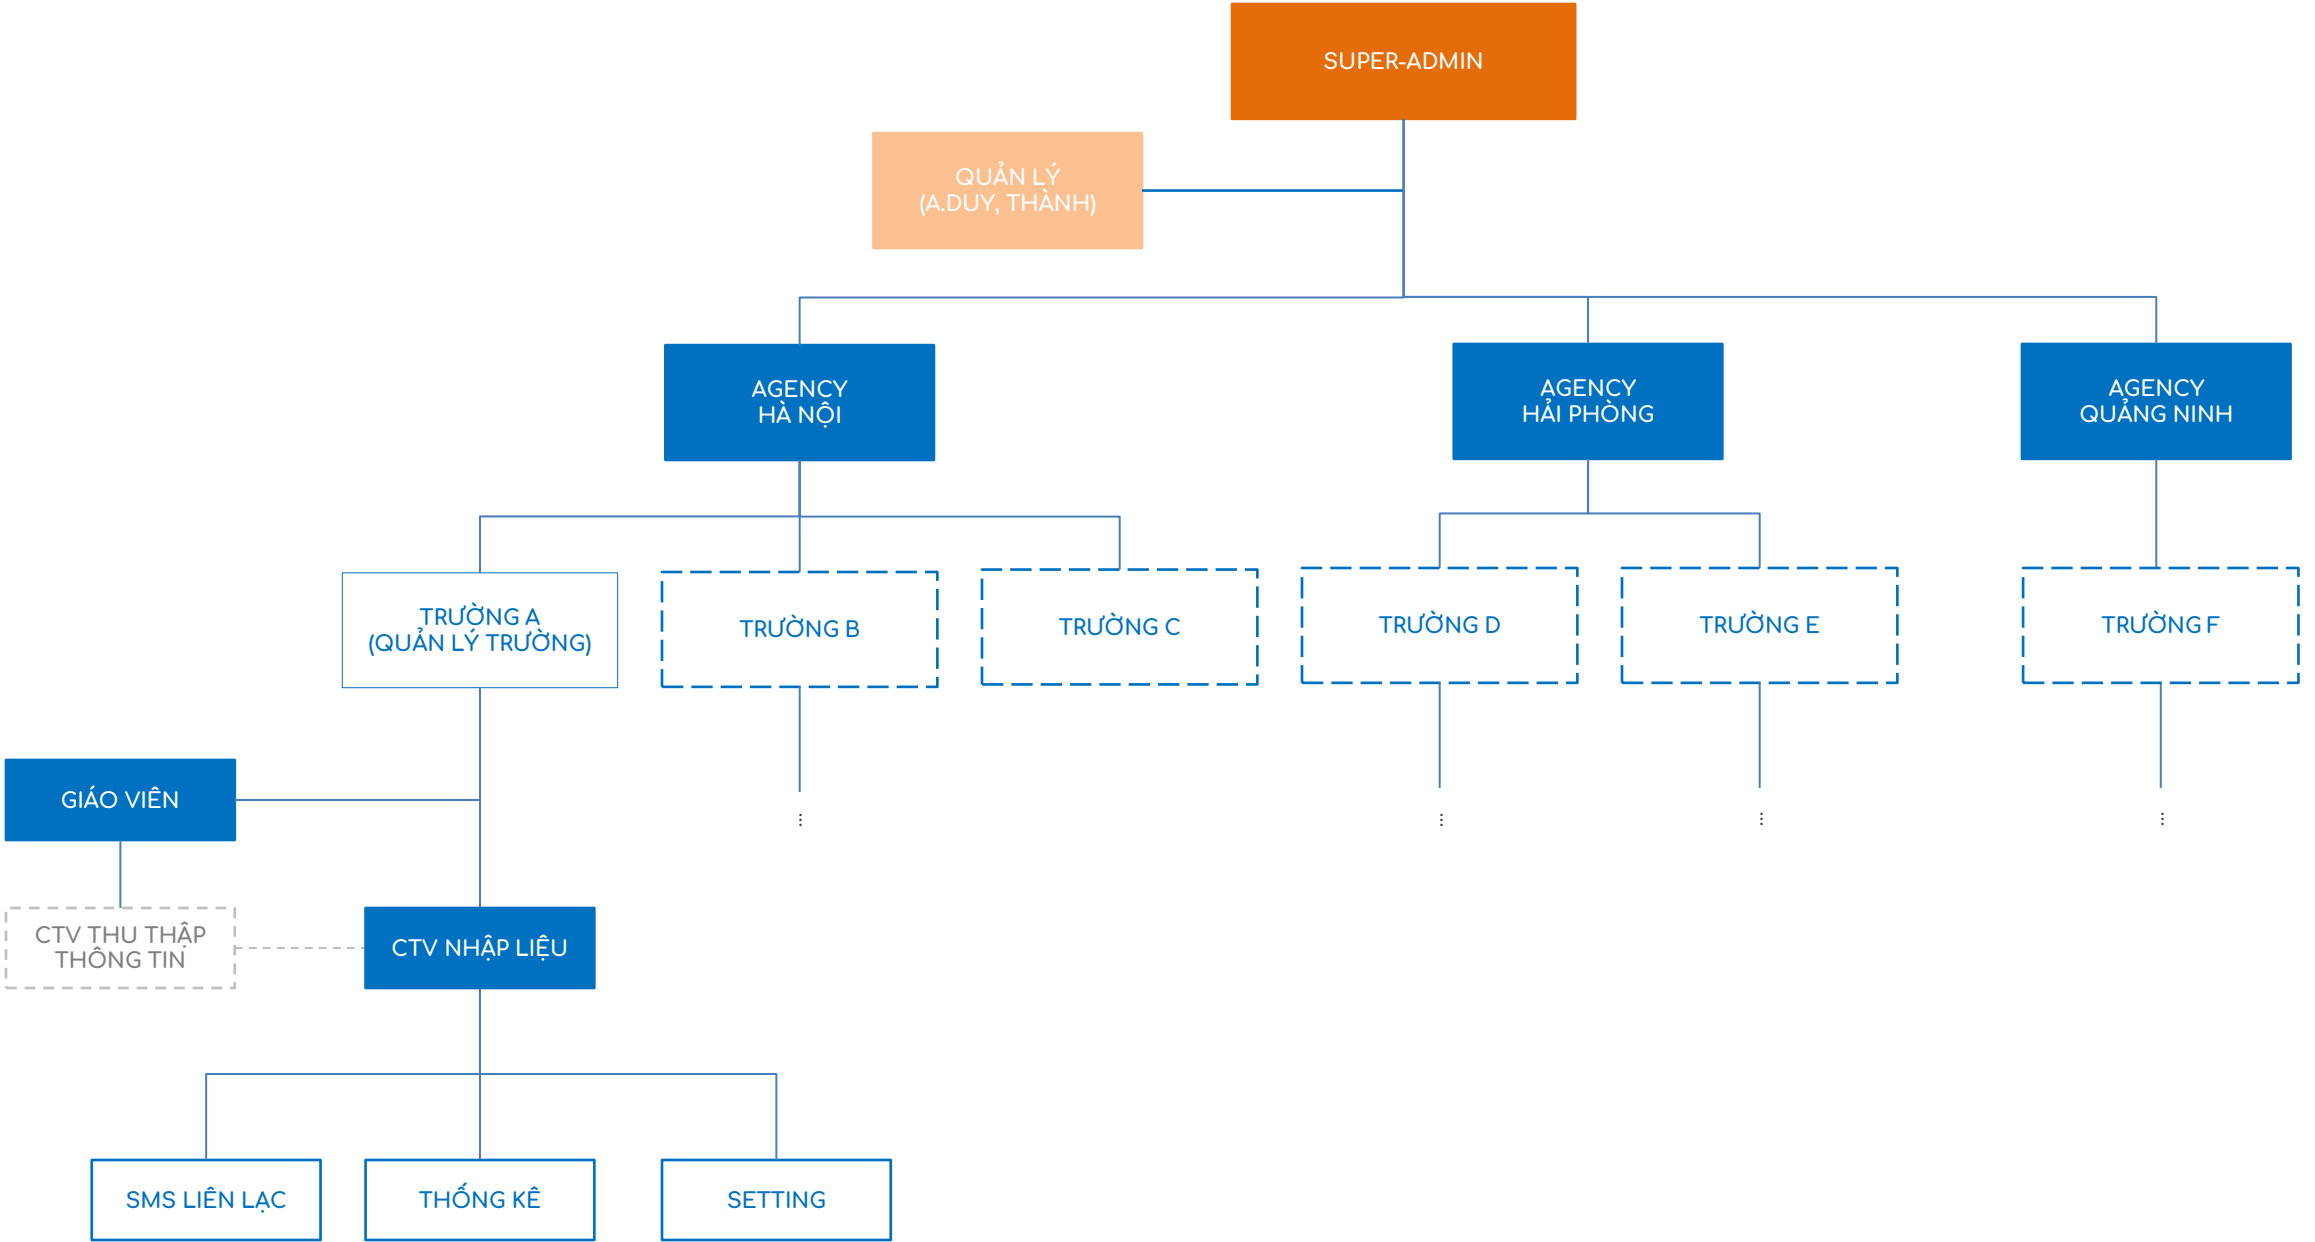 SUPER-ADMIN
QUẢN LÝ
(A.DUY, THÀNH)
AGENCY
HÀ NỘI
AGENCY
HẢI PHÒNG
AGENCY
QUẢNG NINH
TRƯỜNG A
(QUẢN LÝ TRƯỜNG)
TRƯỜNG B
TRƯỜNG C
TRƯỜNG D
TRƯỜNG E
TRƯỜNG F
GIÁO VIÊN
...
...
...
...
CTV THU THẬP
THÔNG TIN
CTV NHẬP LIỆU
SMS LIÊN LẠC
THỐNG KÊ
SETTING